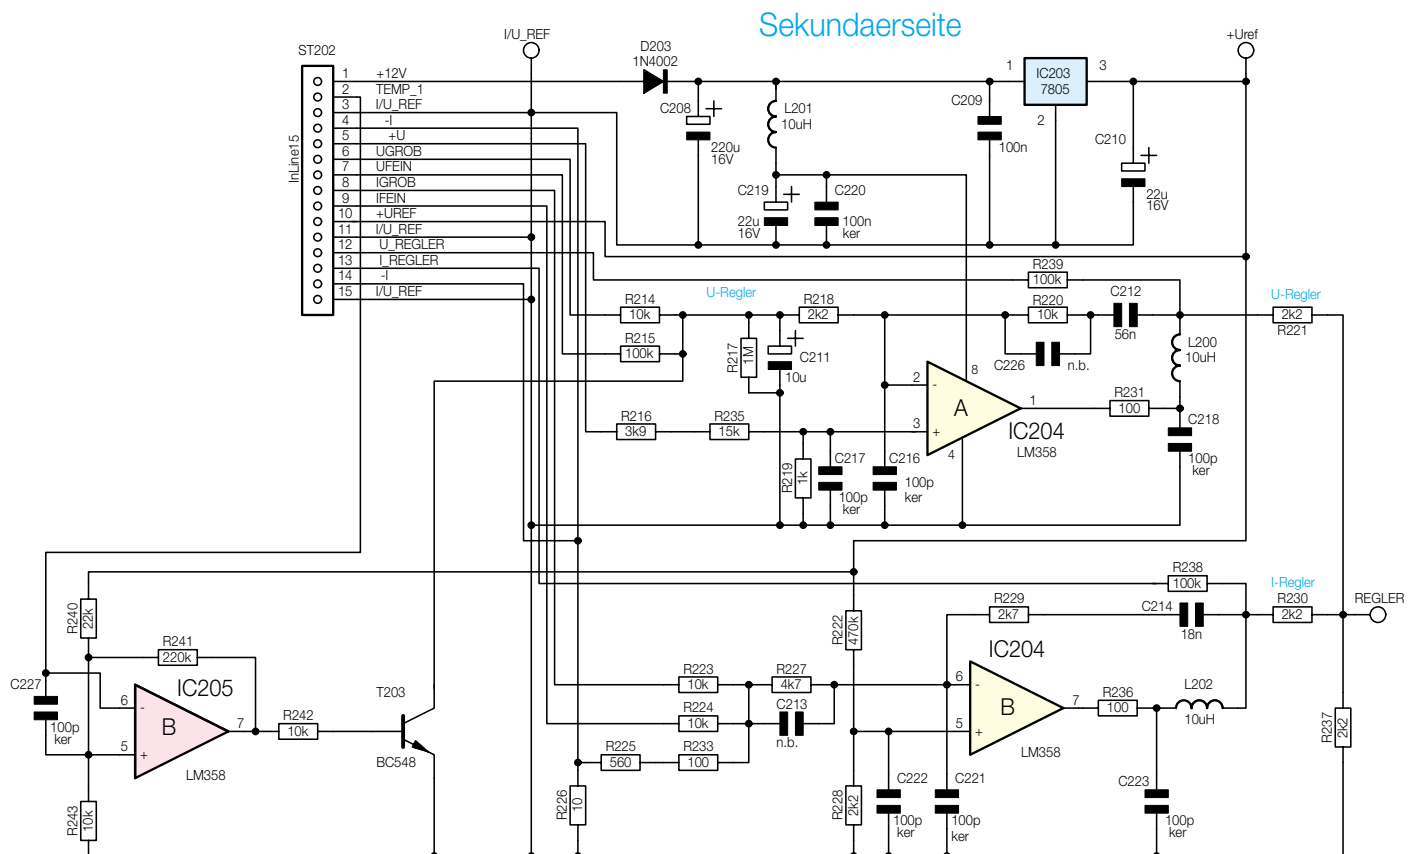 Sekundaerseite
I/U_REF
+Uref
ST202
D203
1N4002
InLine15
1 +12V
2 TEMP_1
3 I/U_REF
4 -I
5 +U
6 UGROB
7 UFEIN
8 IGROB
9 IFEIN
10 +UREF
11 I/U_REF
12 U_REGLER
13 I_REGLER
14 -I
15 I/U_REF
C208
+
220u
16V
L201
10uH
C209
100n
1
IC203
7805
3
2
C210
+
22u
16V
C219
+
22u
16V
C220
100n
ker
R239
100k
U-Regler
R214
10k
R215
100k
R217
1M
+
C211
10u
R218
2k2
R220
10k
C212
56n
C226
n.b.
U-Regler
2k2
R221
L200
10uH
R216
3k9
R235
15k
2
-
3
+
8
A
1
4
IC204
LM358
R231
100
C218
100p
ker
R219
1k
C217
100p
ker
C216
100p
ker
R238
100k
I-Regler
R230
2k2
REGLER
R229
2k7
C214
18n
R240
22k
R241
220k
R222
470k
IC204
C227
100p
ker
IC205
6
-
5
+
B
7
LM358
R242
10k
T203
BC548
R223
10k
R227
4k7
R224
10k
C213
n.b.
R225
560
R233
100
6
-
5
+
B
7
LM358
R236
100
L202
10uH
R237
2k2
R243
10k
R226
10
R228
2k2
C222
100p
ker
C221
100p
ker
C223
100p
ker